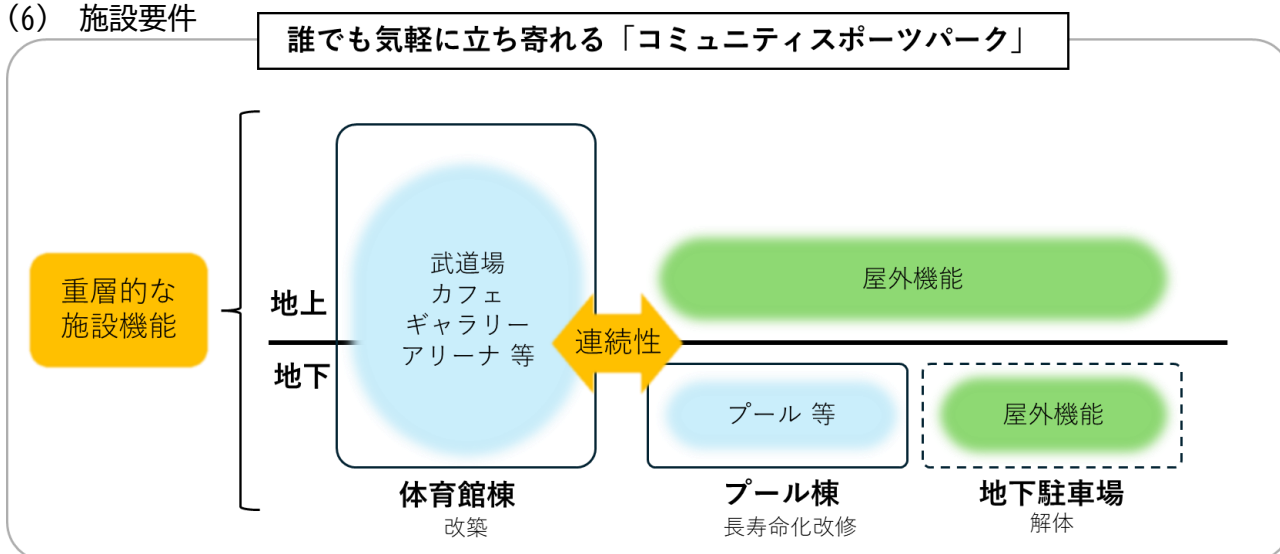 (6) 施設要件
誰でも気軽に立ち寄れる「コミュニティスポーツパーク」
重層的な
施設機能
地上
地下
武道場
カフェ
ギャラリー
アリーナ 等
連続性
屋外機能
プール 等
屋外機能
体育館棟
改築
プール棟
長寿命化改修
地下駐車場
解体